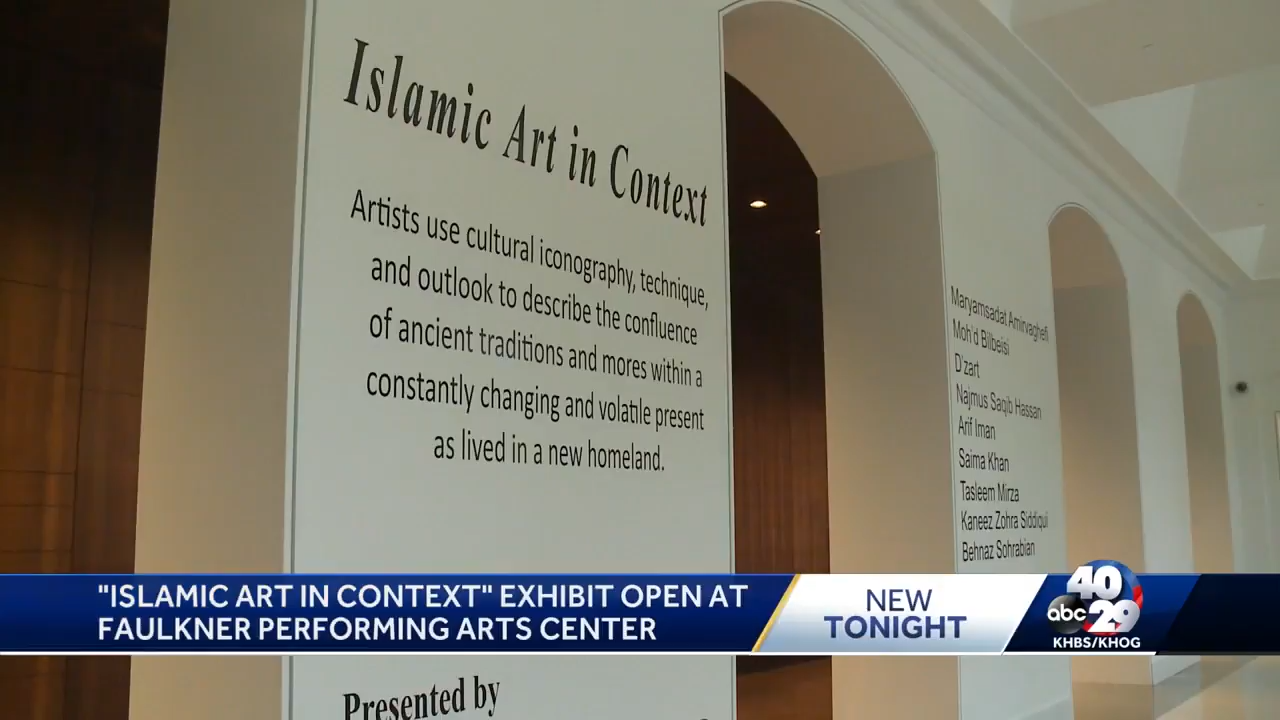 Islamic Art in Context
Artists use cultural iconography, technique,
and outlook to describe the confluence
of ancient traditions and mores within a
constantly changing and volatile present
as lived in a new homeland.
Presented by
Maryamsadat Amirvaghefi
Moh'd Bilbeisi
D'zart
Najmus Saqib Hassan
Arif Iman
Saima Khan
Tasleem Mirza
Kaneez Zohra Siddiqui
Behnaz Sohrabian
"ISLAMIC ART IN CONTEXT" EXHIBIT OPEN AT
FAULKNER PERFORMING ARTS CENTER
NEW
TONIGHT
40
abc 29
KHBS/KHOG